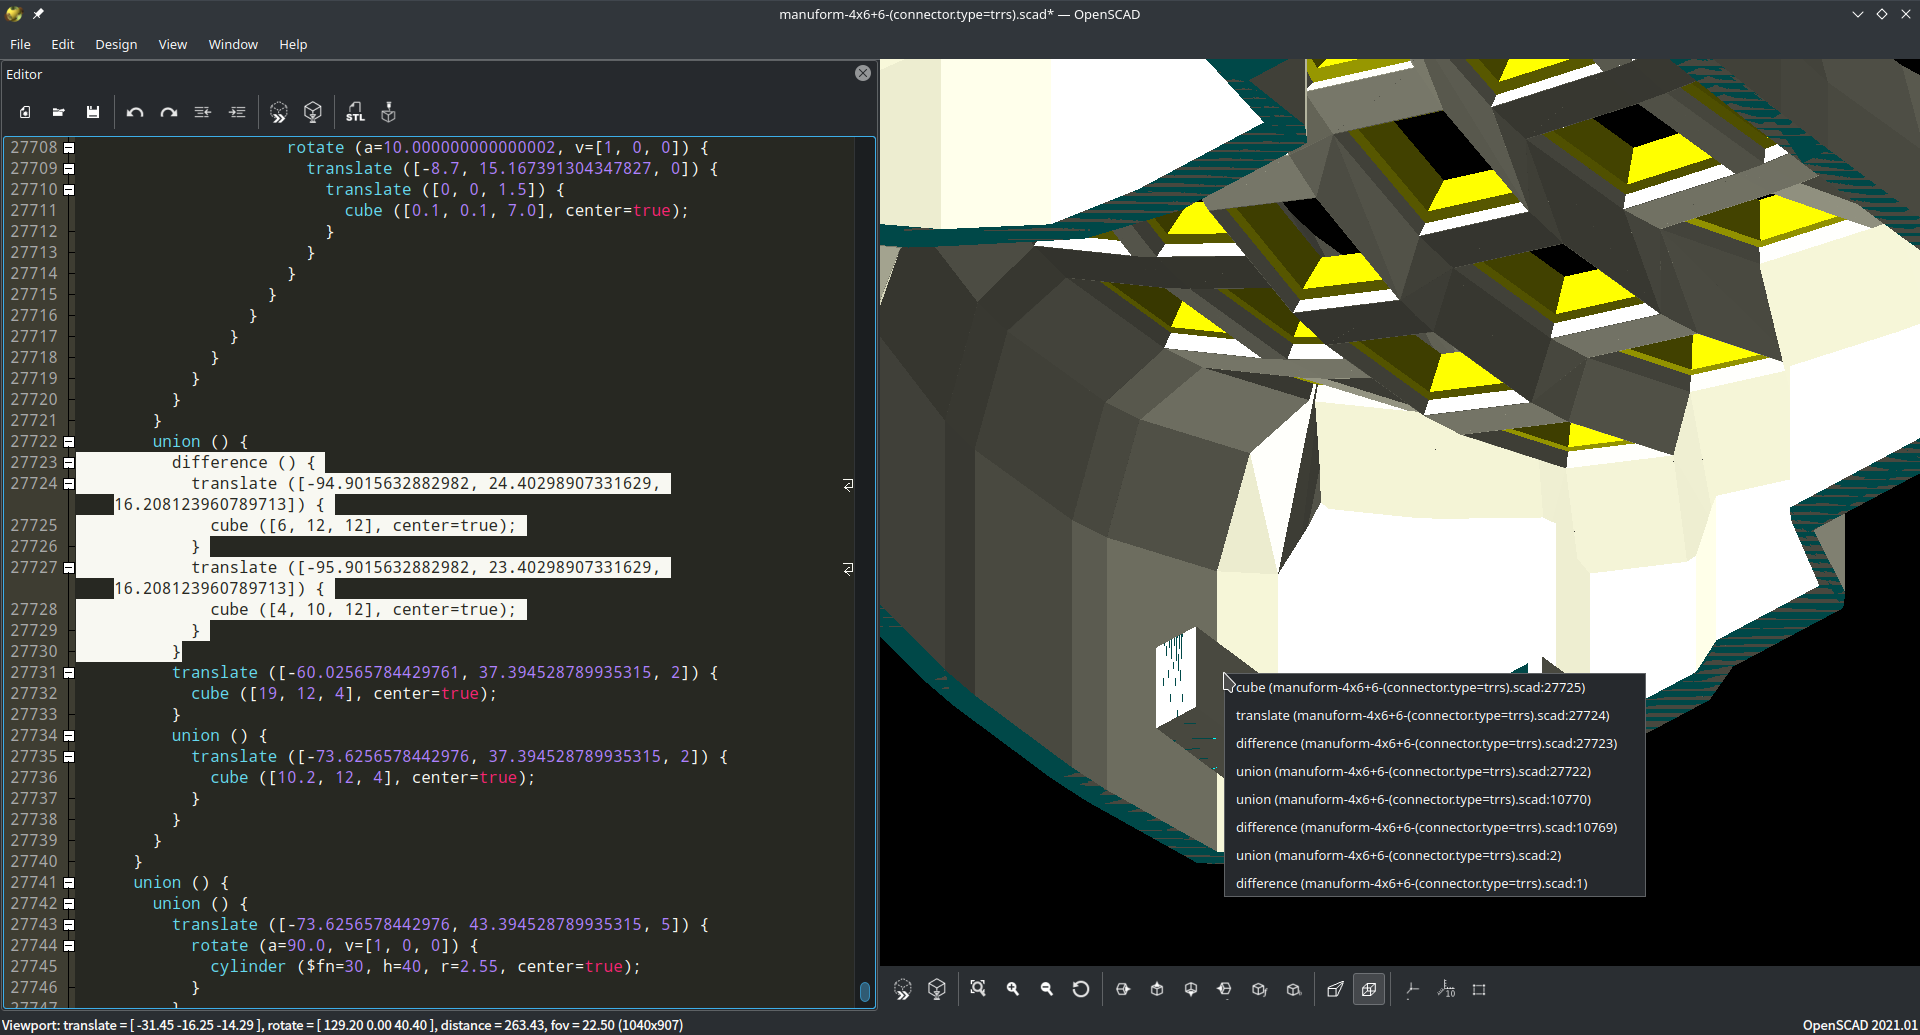 manuform-4x6+6-(connector.type=trrs).scad* — OpenSCAD
File Edit Design View Window Help
Editor
STL
27708 rotate (a=10.000000000000002, v=[1, 0, 0]) {
27709 translate ([-8.7, 15.167391304347827, 0]) {
27710 translate ([0, 0, 1.5]) {
27711 cube ([0.1, 0.1, 7.0], center=true);
27712 }
27713 }
27714 }
27715 }
27716 }
27717 }
27718 }
27719 }
27720 }
27721 }
27722 union () {
27723 difference () {
27724 translate ([-94.9015632882982, 24.40298907331629,
16.208123960789713]) {
27725 cube ([6, 12, 12], center=true);
27726 }
27727 translate ([-95.9015632882982, 23.40298907331629,
16.208123960789713]) {
27728 cube ([4, 10, 12], center=true);
27729 }
27730 }
27731 translate ([-60.02565784429761, 37.394528789935315, 2]) {
27732 cube ([19, 12, 4], center=true);
27733 }
27734 union () {
27735 translate ([-73.6256578442976, 37.394528789935315, 2]) {
27736 cube ([10.2, 12, 4], center=true);
27737 }
27738 }
27739 }
27740 }
27741 union () {
27742 union () {
27743 translate ([-73.6256578442976, 43.394528789935315, 5]) {
27744 rotate (a=90.0, v=[1, 0, 0]) {
27745 cylinder ($fn=30, h=40, r=2.55, center=true);
27746 }
27747 }
cube (manuform-4x6+6-(connector.type=trrs).scad:27725)
translate (manuform-4x6+6-(connector.type=trrs).scad:27724)
difference (manuform-4x6+6-(connector.type=trrs).scad:27723)
union (manuform-4x6+6-(connector.type=trrs).scad:27722)
union (manuform-4x6+6-(connector.type=trrs).scad:10770)
difference (manuform-4x6+6-(connector.type=trrs).scad:10769)
union (manuform-4x6+6-(connector.type=trrs).scad:2)
difference (manuform-4x6+6-(connector.type=trrs).scad:1)
10
Viewport: translate = [ -31.45 -16.25 -14.29 ], rotate = [ 129.20 0.00 40.40 ], distance = 263.43, fov = 22.50 (1040x907)
OpenSCAD 2021.01